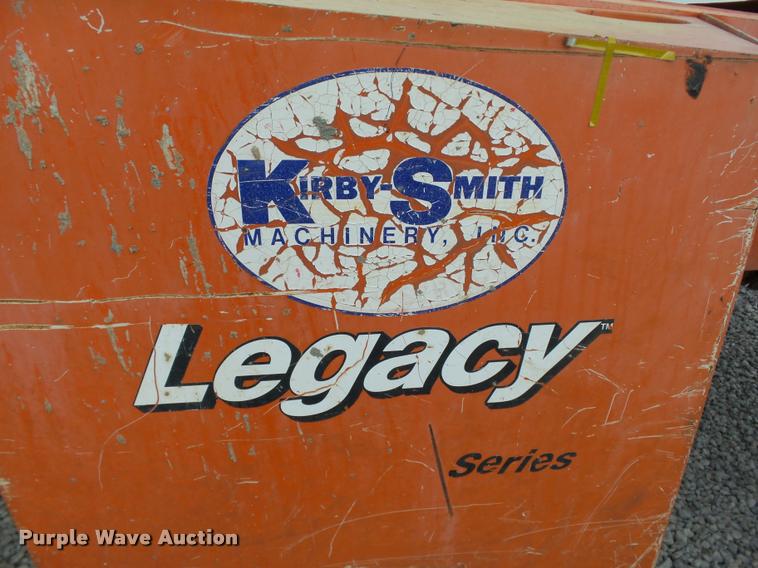 KIRBY-SMITH
MACHINERY, INC.
Legacy™
Series
Purple Wave Auction